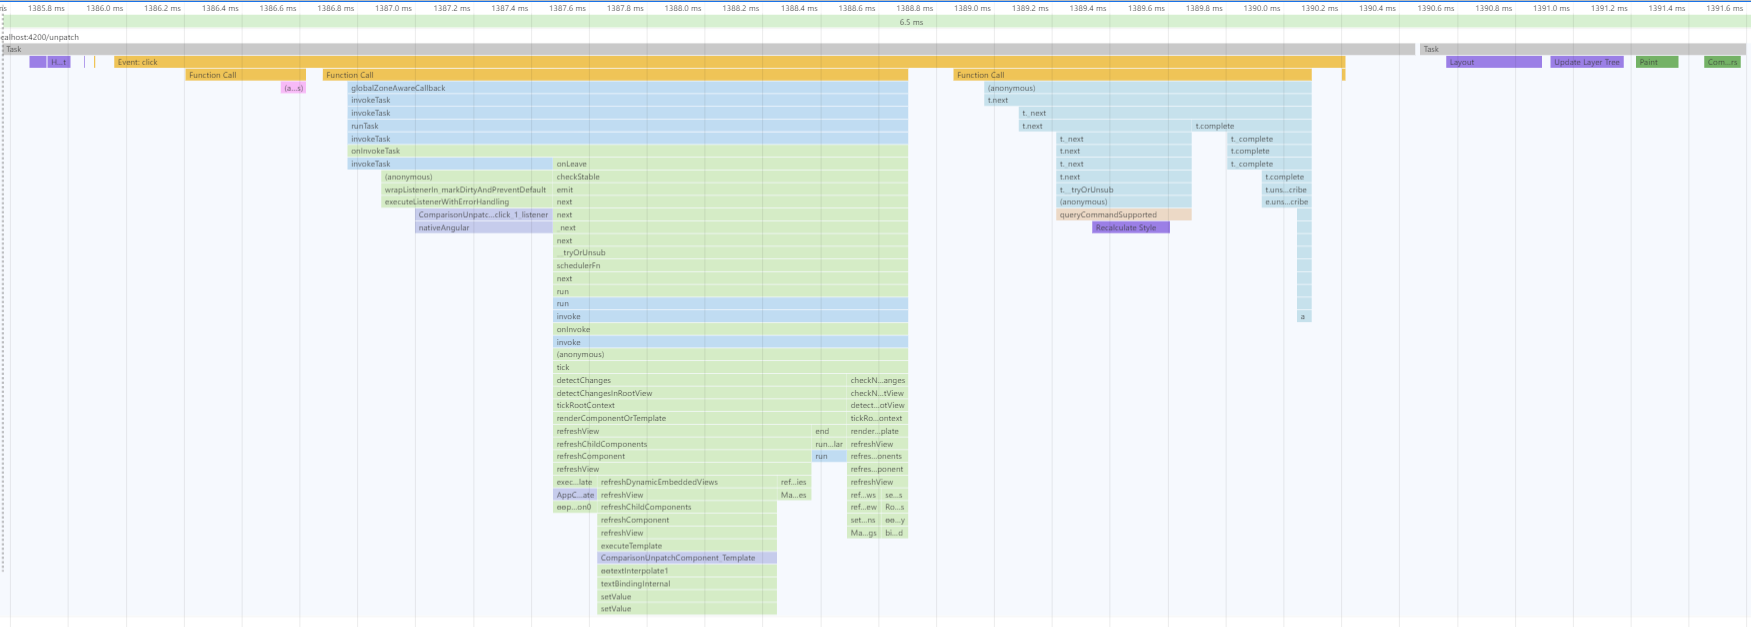 ns 1385.8 ms 1386.0 ms 1386.2 ms 1386.4 ms 1386.6 ms 1386.8 ms 1387.0 ms 1387.2 ms 1387.4 ms 1387.6 ms 1387.8 ms 1388.0 ms 1388.2 ms 1388.4 ms 1388.6 ms 1388.8 ms 1389.0 ms 1389.2 ms 1389.4 ms 1389.6 ms 1389.8 ms 1390.0 ms 1390.2 ms 1390.4 ms 1390.6 ms 1390.8 ms 1391.0 ms 1391.2 ms 1391.4 ms 1391.6 ms
6.5 ms
calhost:4200/unpatch
Task Task
H...t Event: click Layout Update Layer Tree Paint Com...rs
Function Call Function Call Function Call
(a...s) globalZoneAwareCallback (anonymous)
invokeTask t.next
invokeTask t._next
runTask t.next t.complete
invokeTask t._next t._complete
onInvokeTask t.next t.complete
invokeTask onLeave t._next t._complete
(anonymous) checkStable t.next t.complete
wrapListenerIn_markDirtyAndPreventDefault emit t.__tryOrUnsub t.uns...cribe
executeListenerWithErrorHandling next (anonymous) e.uns...cribe
ComparisonUnpatc...click_1_listener next queryCommandSupported
nativeAngular _next Recalculate Style
next
__tryOrUnsub
schedulerFn
next
run
run
invoke a
onInvoke
invoke
(anonymous)
tick
detectChanges checkN...anges
detectChangesInRootView checkN...tView
tickRootContext detect...otView
renderComponentOrTemplate tickRo...ontext
refreshView end render...plate
refreshChildComponents run...lar refreshView
refreshComponent run refres...onents
refreshView refres...ponent
exec...late refreshDynamicEmbeddedViews ref...ies refreshView
AppC...ate refreshView Ma...es ref...ws se...s
ɵɵp...on0 refreshChildComponents ref...ew Ro...s
refreshComponent set...ns ɵɵ...y
refreshView Ma...gs bi...d
executeTemplate
ComparisonUnpatchComponent_Template
ɵɵtextInterpolate1
textBindingInternal
setValue
setValue